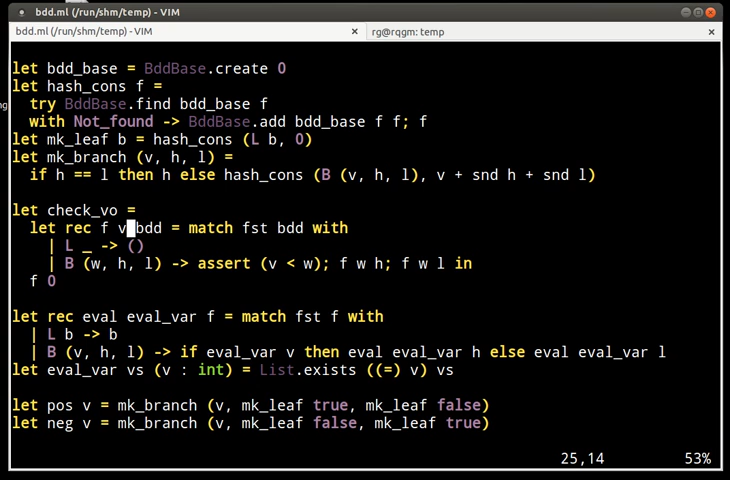 bdd.ml (/run/shm/temp) - VIM
bdd.ml (/run/shm/temp) - VIM
rg@rqgm: temp
let bdd_base = BddBase.create 0
let hash_cons f =
try BddBase.find bdd_base f
with Not_found -> BddBase.add bdd_base f f; f
let mk_leaf b = hash_cons (L b, 0)
let mk_branch (v, h, l) =
if h == l then h else hash_cons (B (v, h, l), v + snd h + snd l)
let check_vo =
let rec f v bdd = match fst bdd with
| L _ -> ()
| B (w, h, l) -> assert (v < w); f w h; f w l in
f 0
let rec eval eval_var f = match fst f with
| L b -> b
| B (v, h, l) -> if eval_var v then eval eval_var h else eval eval_var l
let eval_var vs (v : int) = List.exists ((=) v) vs
let pos v = mk_branch (v, mk_leaf true, mk_leaf false)
let neg v = mk_branch (v, mk_leaf false, mk_leaf true)
25,14 53%